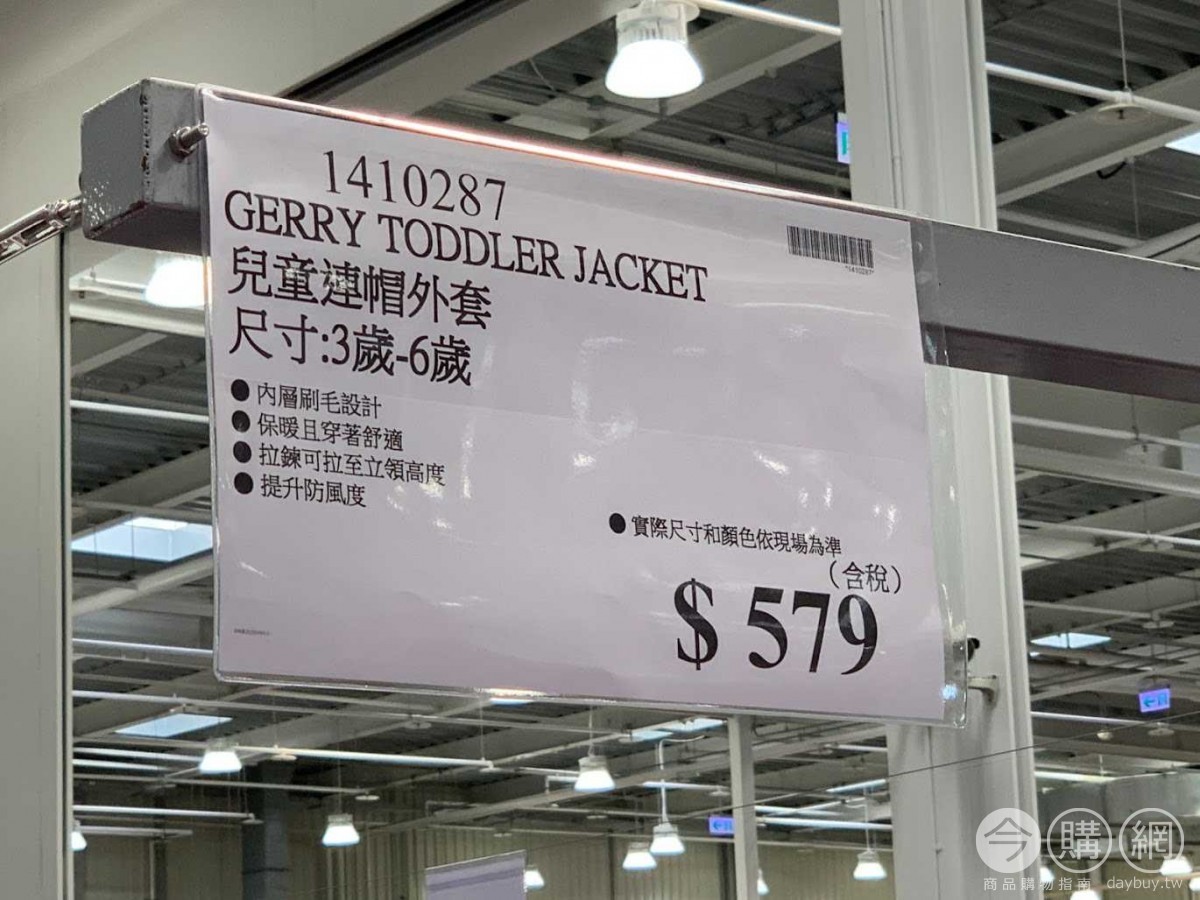 1410287
GERRY TODDLER JACKET
兒童連帽外套
尺寸:3歲-6歲
● 內層刷毛設計
● 保暖且穿著舒適
● 拉鍊可拉至立領高度
● 提升防風度
*1410287*
● 實際尺寸和顏色依現場為準
(含稅)
$ 579
今購網
商品購物指南 daybuy.tw